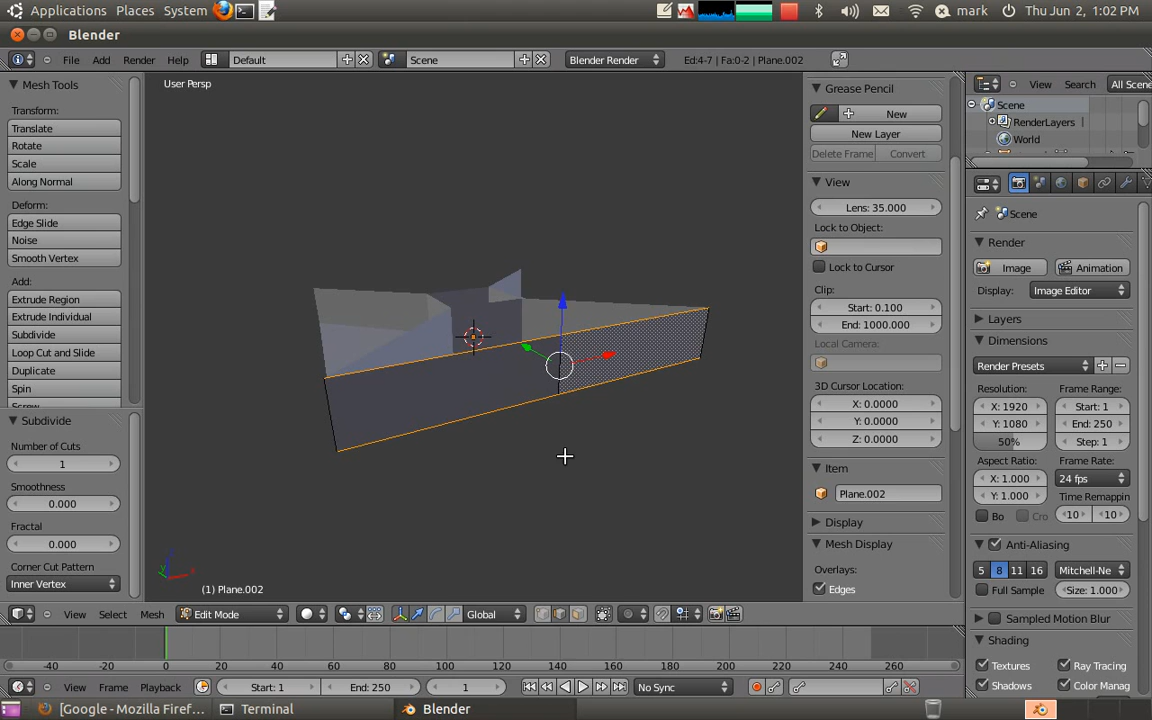 Applications Places System mark Thu Jun 2, 1:02 PM
Blender
File Add Render Help Default Scene Blender Render Ed:4-7 | Fa:0-2 | Plane.002
View Search All Scene
Mesh Tools
Transform:
Translate
Rotate
Scale
Along Normal
Deform:
Edge Slide
Noise
Smooth Vertex
Add:
Extrude Region
Extrude Individual
Subdivide
Loop Cut and Slide
Duplicate
Spin
Screw
Subdivide
Number of Cuts
1
Smoothness
0.000
Fractal
0.000
Corner Cut Pattern
Inner Vertex
User Persp
(1) Plane.002
z
y
x
Grease Pencil
New
New Layer
Delete Frame Convert
View
Lens: 35.000
Lock to Object:
Lock to Cursor
Clip:
Start: 0.100
End: 1000.000
Local Camera:
3D Cursor Location:
X: 0.0000
Y: 0.0000
Z: 0.0000
Item
Plane.002
Display
Mesh Display
Overlays:
Edges
Scene
RenderLayers |
World
Scene
Render
Image Animation
Display: Image Editor
Layers
Dimensions
Render Presets
Resolution: Frame Range:
X: 1920 Start: 1
Y: 1080 End: 250
50% Step: 1
Aspect Ratio: Frame Rate:
X: 1.000 24 fps
Y: 1.000 Time Remappin
Bo Cro 10 10
Anti-Aliasing
5 8 11 16 Mitchell-Ne
Full Sample Size: 1.000
Sampled Motion Blur
Shading
Textures Ray Tracing
Shadows Color Manag
View Select Mesh Edit Mode Global
-40 -20 0 20 40 60 80 100 120 140 160 180 200 220 240 260
View Frame Playback Start: 1 End: 250 1 No Sync
[Google - Mozilla Firef... Terminal Blender